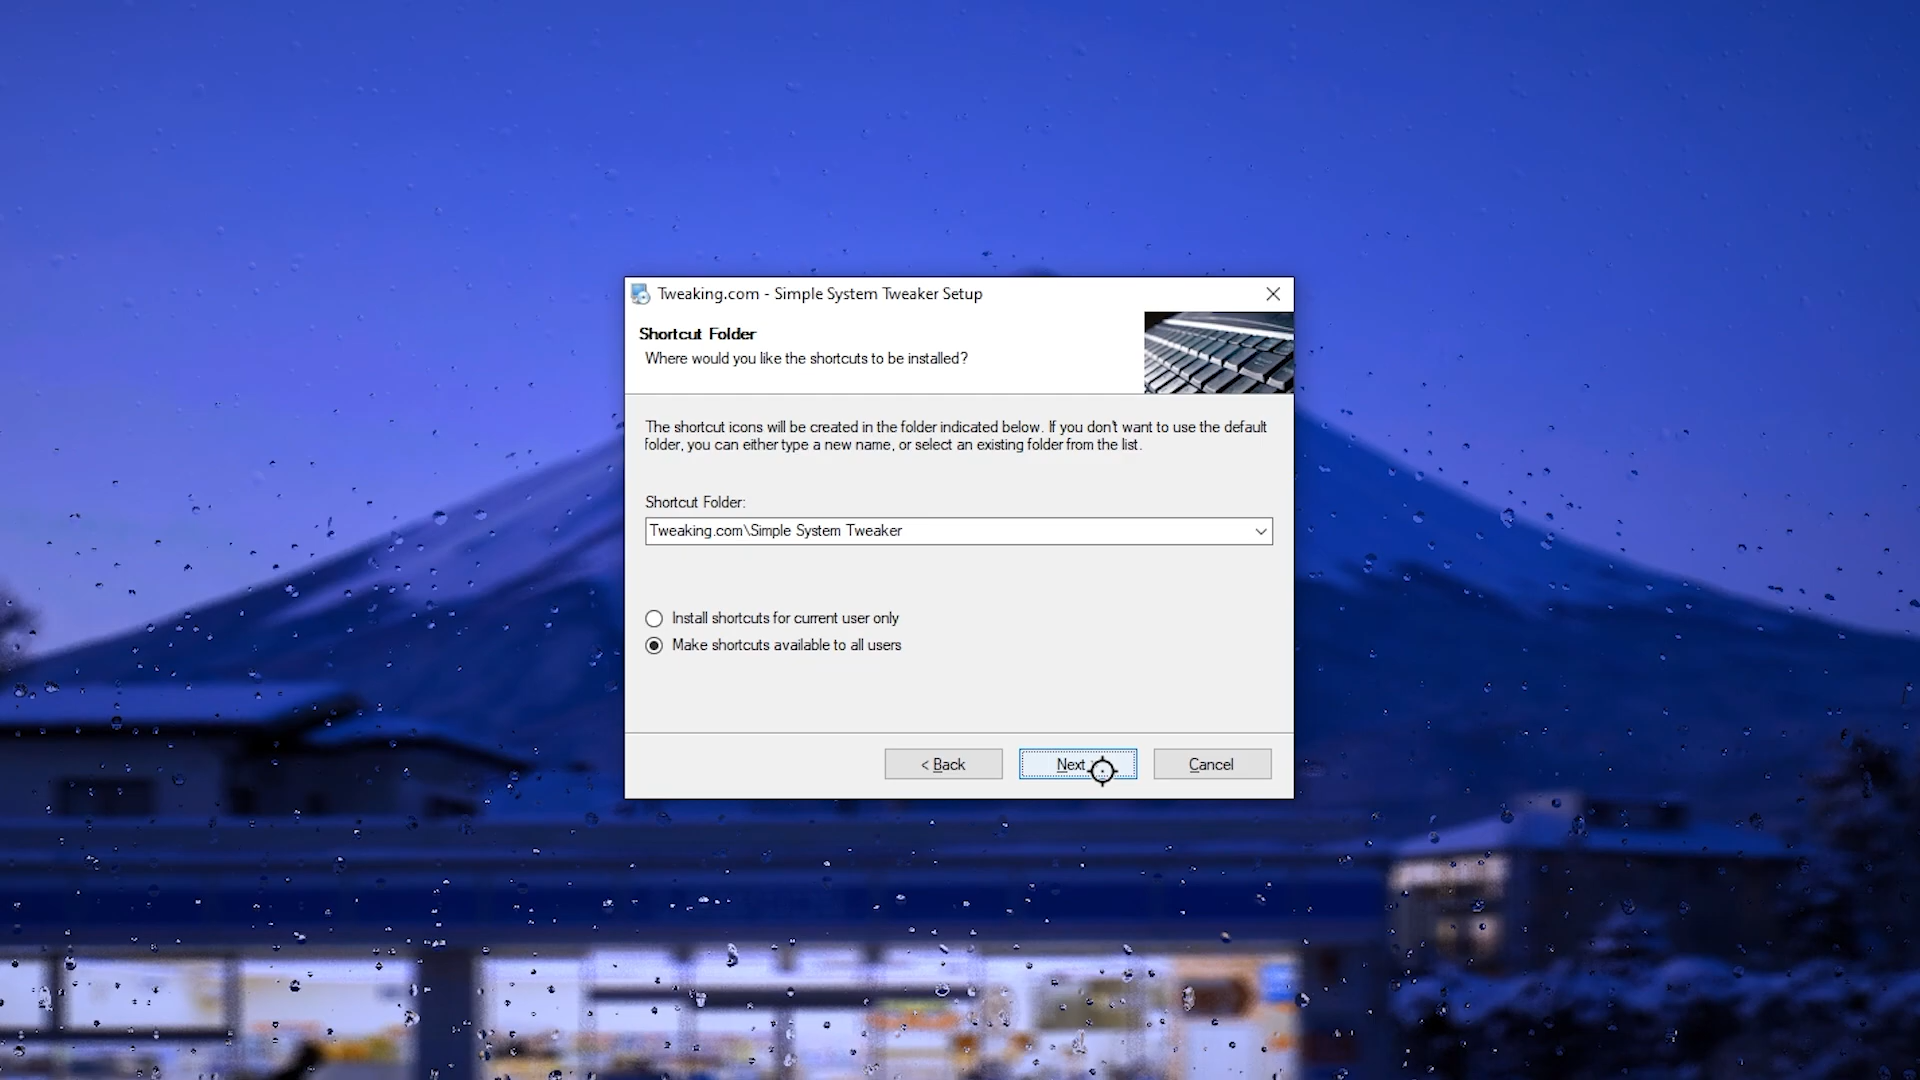 Tweaking.com - Simple System Tweaker Setup
Shortcut Folder
Where would you like the shortcuts to be installed?
The shortcut icons will be created in the folder indicated below. If you don't want to use the default
folder, you can either type a new name, or select an existing folder from the list.
Shortcut Folder:
Tweaking.com\Simple System Tweaker
Install shortcuts for current user only
Make shortcuts available to all users
< Back
Next
Cancel